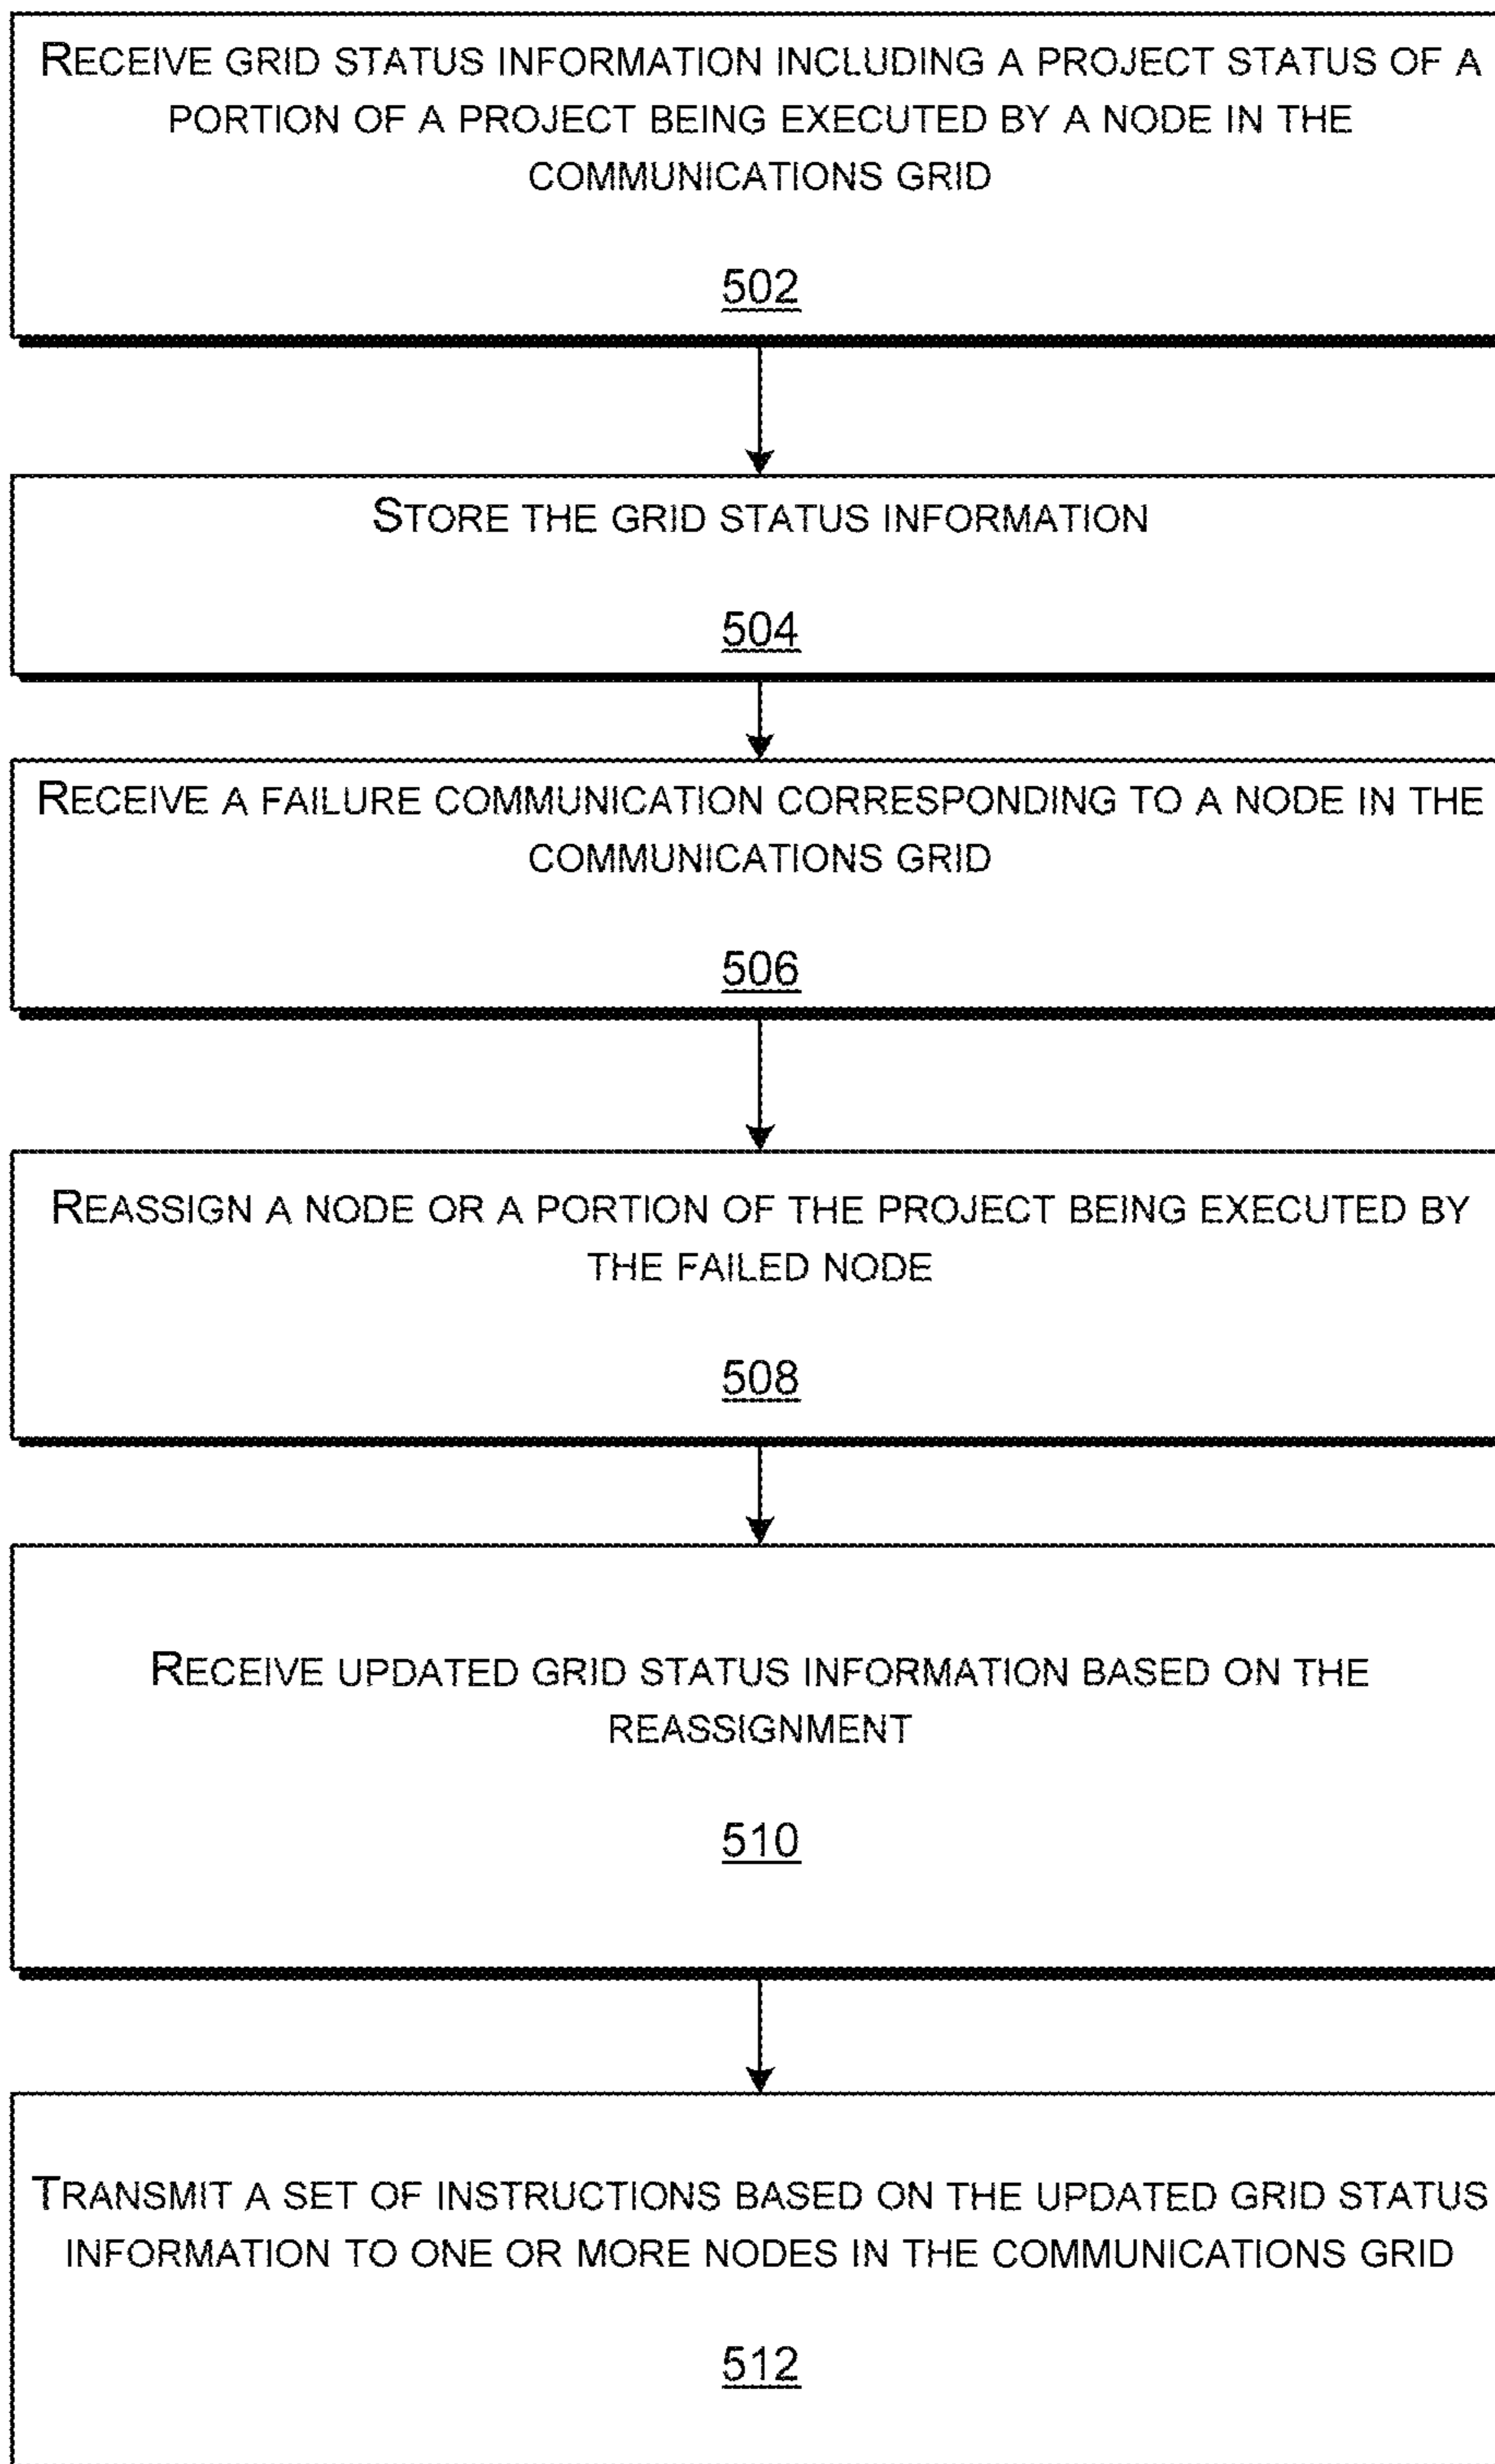 RECEIVE GRID STATUS INFORMATION INCLUDING A PROJECT STATUS OF A
PORTION OF A PROJECT BEING EXECUTED BY A NODE IN THE
COMMUNICATIONS GRID
502
STORE THE GRID STATUS INFORMATION
504
RECEIVE A FAILURE COMMUNICATION CORRESPONDING TO A NODE IN THE
COMMUNICATIONS GRID
506
REASSIGN A NODE OR A PORTION OF THE PROJECT BEING EXECUTED BY
THE FAILED NODE
508
RECEIVE UPDATED GRID STATUS INFORMATION BASED ON THE
REASSIGNMENT
510
TRANSMIT A SET OF INSTRUCTIONS BASED ON THE UPDATED GRID STATUS
INFORMATION TO ONE OR MORE NODES IN THE COMMUNICATIONS GRID
512